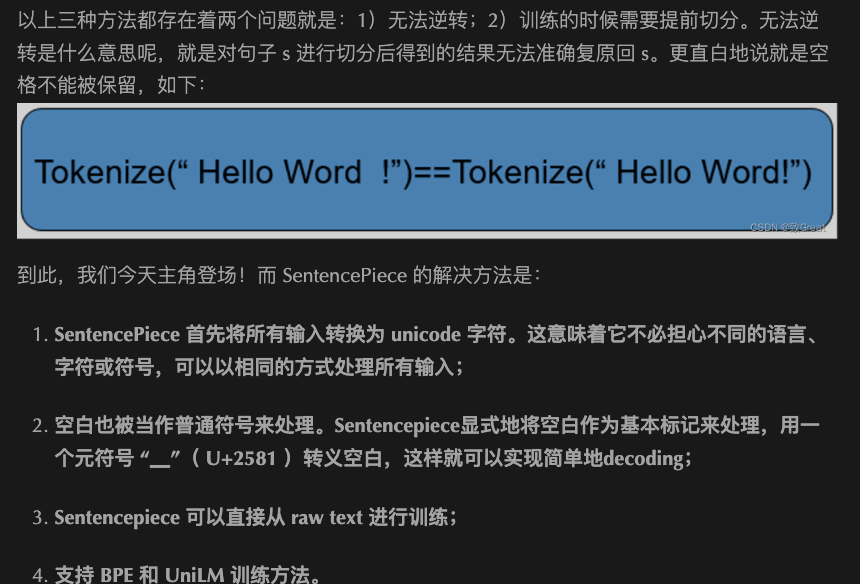 以上三种方法都存在着两个问题就是：1）无法逆转；2）训练的时候需要提前切分。无法逆
转是什么意思呢，就是对句子 s 进行切分后得到的结果无法准确复原回 s。更直白地说就是空
格不能被保留，如下：
Tokenize(“ Hello Word  !”)==Tokenize(“ Hello Word!”)
CSDN @致Great
到此，我们今天主角登场！而 SentencePiece 的解决方法是：
1. SentencePiece 首先将所有输入转换为 unicode 字符。这意味着它不必担心不同的语言、
字符或符号，可以以相同的方式处理所有输入；
2. 空白也被当作普通符号来处理。Sentencepiece显式地将空白作为基本标记来处理，用一
个元符号 “▁”（ U+2581 ）转义空白，这样就可以实现简单地decoding；
3. Sentencepiece 可以直接从 raw text 进行训练；
4. 支持 BPE 和 UniLM 训练方法。